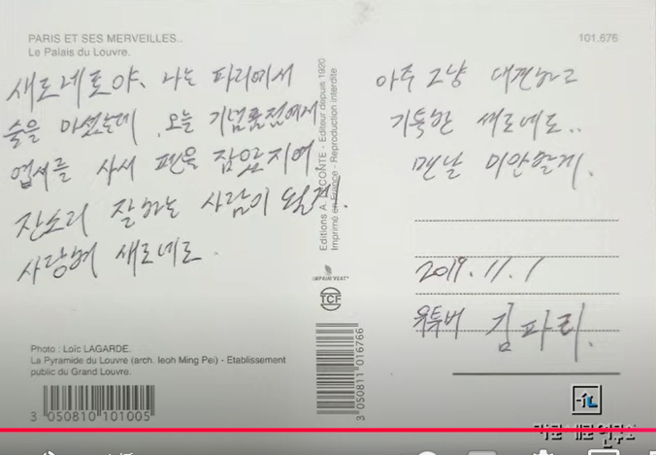 PARIS ET SES MERVEILLES..
Le Palais du Louvre.
101.676
새로네로야, 나는 파리에서
술을 마셨는데, 오늘 기념품점에서
엽서를 사서 펜을 잡았지여
잔소리 잘하는 사람이 될게.
사랑해 새로네로.
Editions A. LECONTE - Editeur depuis 1920
Imprimé en France - Reproduction interdite
아주 그냥 대견하고
기특한 새로네로..
맨날 미안할게.
2019. 11. 1
유투버 김파리.
IMPRIM'VERT
TCF
Photo : Loïc LAGARDE.
La Pyramide du Louvre (arch. Ieoh Ming Pei) - Etablissement
public du Grand Louvre.
3 050810 101005
3 050811 016766